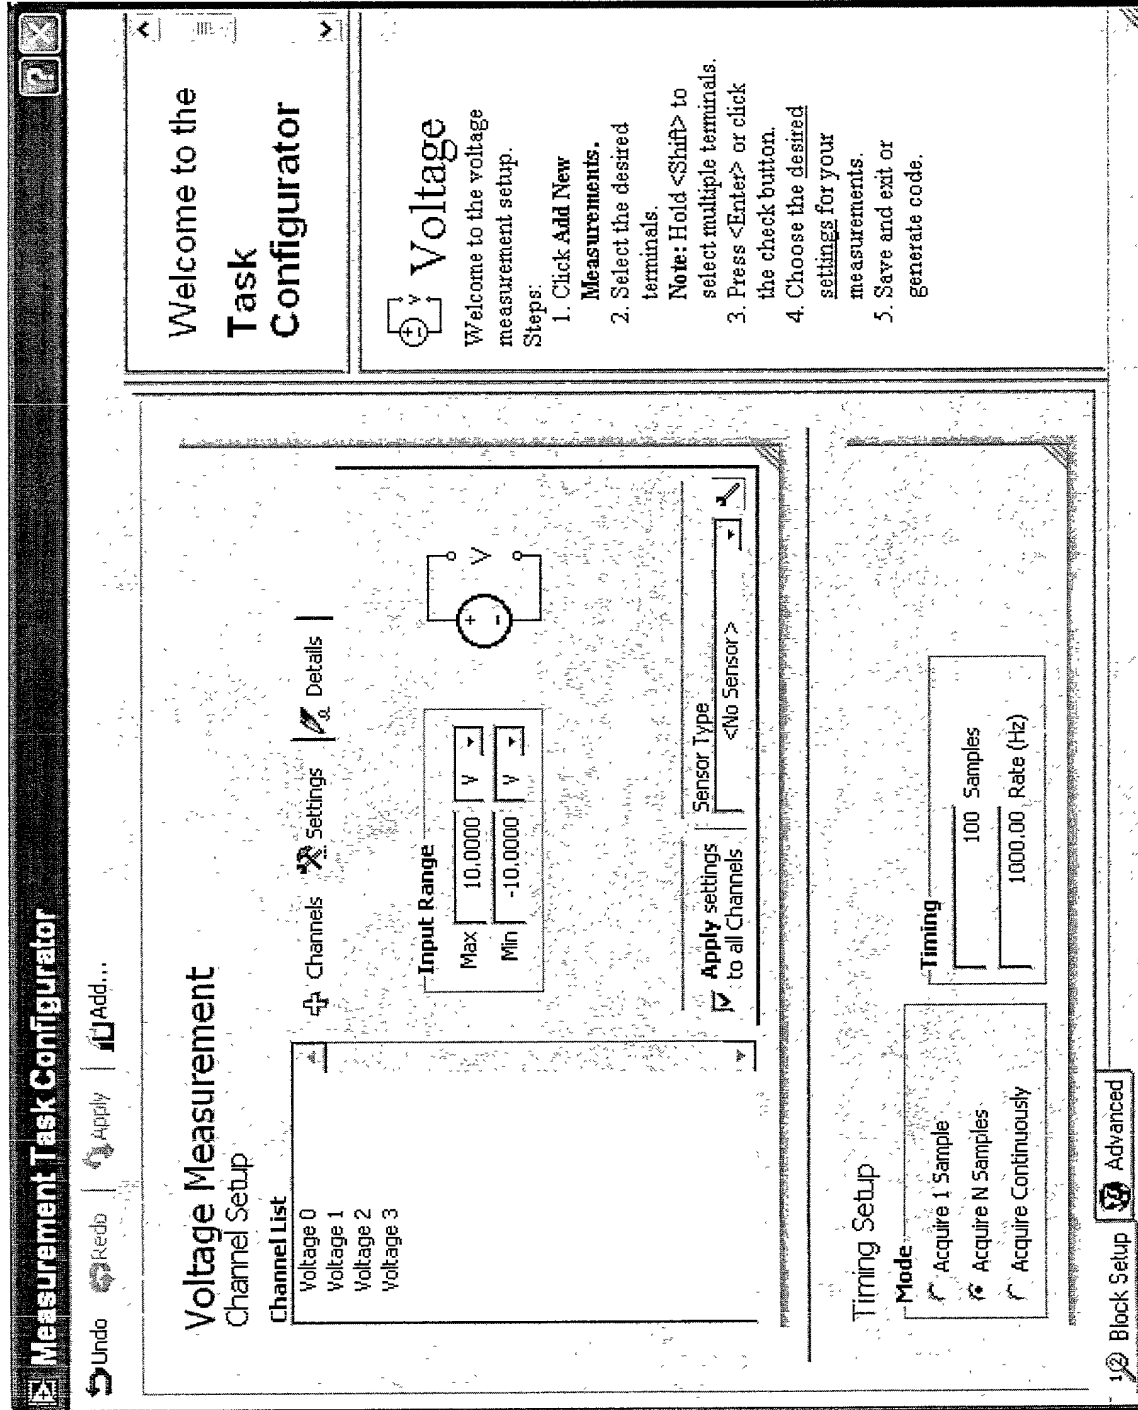 Measurement Task Configurator
Undo Redo Apply Add...
Voltage Measurement
Channel Setup
Channel List
Voltage 0
Voltage 1
Voltage 2
Voltage 3
Channels Settings Details
Input Range
Max 10.0000 V
Min -10.0000 V
V
Apply settings
to all Channels
Sensor Type
<No Sensor>
Timing Setup
Mode
Acquire 1 Sample
Acquire N Samples
Acquire Continuously
Timing
100 Samples
1000.00 Rate (Hz)
Block Setup Advanced
Welcome to the
Task
Configurator
Voltage
Welcome to the voltage
measurement setup.
Steps:
1. Click Add New
Measurements.
2. Select the desired
terminals.
Note: Hold <Shift> to
select multiple terminals.
3. Press <Enter> or click
the check button.
4. Choose the desired
settings for your
measurements.
5. Save and exit or
generate code.